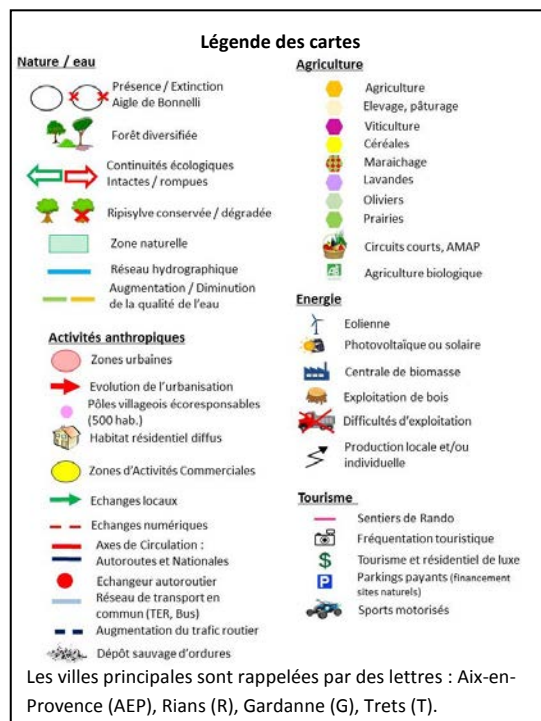 Légende des cartes
Nature / eau
Présence / Extinction
Aigle de Bonnelli
Forêt diversifiée
Continuités écologiques
Intactes / rompues
Ripisylve conservée / dégradée
Zone naturelle
Réseau hydrographique
Augmentation / Diminution
de la qualité de l'eau
Activités anthropiques
Zones urbaines
Evolution de l'urbanisation
Pôles villageois écoresponsables
(500 hab.)
Habitat résidentiel diffus
Zones d'Activités Commerciales
Echanges locaux
Echanges numériques
Axes de Circulation :
Autoroutes et Nationales
Echangeur autoroutier
Réseau de transport en
commun (TER, Bus)
Augmentation du trafic routier
Dépôt sauvage d'ordures
Agriculture
Agriculture
Elevage, pâturage
Viticulture
Céréales
Maraichage
Lavandes
Oliviers
Prairies
Circuits courts, AMAP
AB
Agriculture biologique
Energie
Eolienne
Photovoltaïque ou solaire
Centrale de biomasse
Exploitation de bois
Difficultés d'exploitation
Production locale et/ou
individuelle
Tourisme
Sentiers de Rando
Fréquentation touristique
$ Tourisme et résidentiel de luxe
P Parkings payants (financement
sites naturels)
Sports motorisés
Les villes principales sont rappelées par des lettres : Aix-en-
Provence (AEP), Rians (R), Gardanne (G), Trets (T).